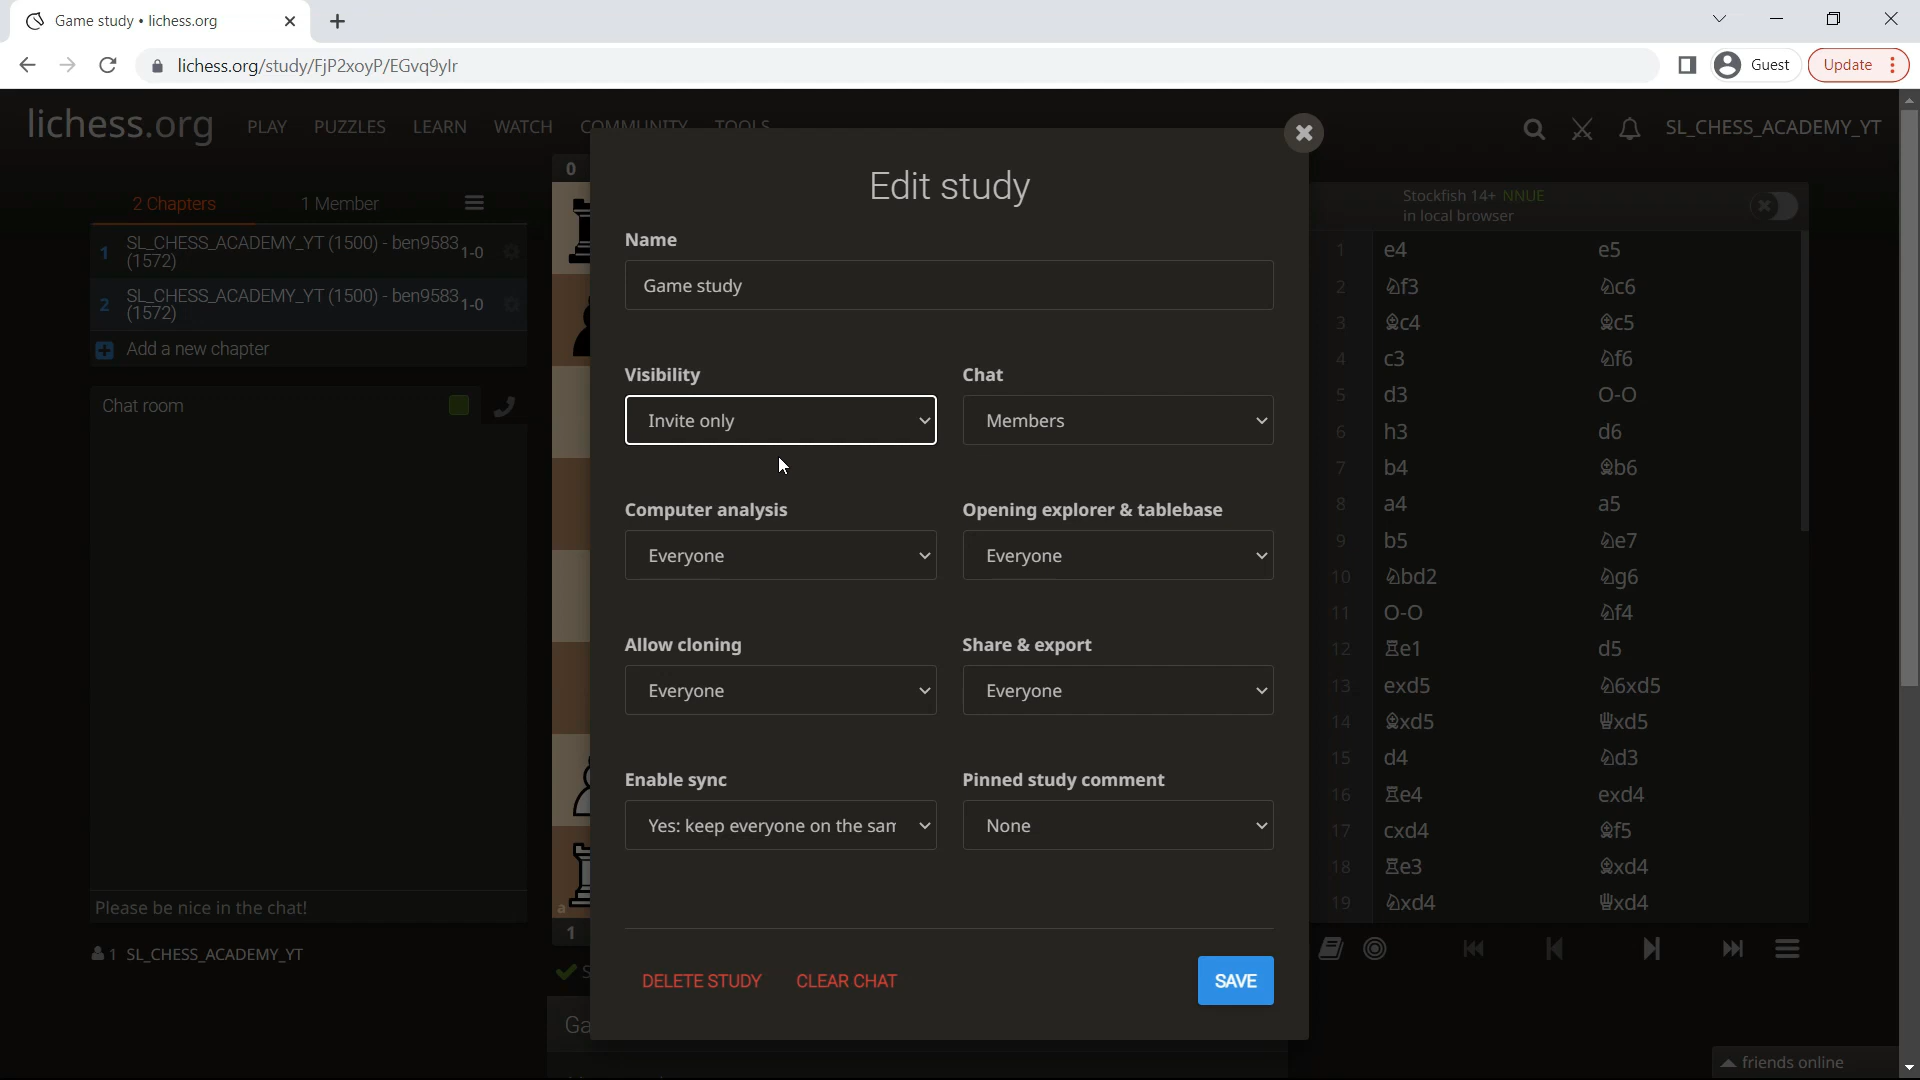 Game study • lichess.org
lichess.org/study/FjP2xoyP/EGvq9ylr
Guest
Update
lichess.org
PLAY PUZZLES LEARN WATCH COMMUNITY TOOLS
SL_CHESS_ACADEMY_YT
2 Chapters 1 Member
1 SL_CHESS_ACADEMY_YT (1500) - ben9583 (1572) 1-0
2 SL_CHESS_ACADEMY_YT (1500) - ben9583 (1572) 1-0
Add a new chapter
Chat room
Please be nice in the chat!
1 SL_CHESS_ACADEMY_YT
0
a
1
S
Ga
Edit study
Name
Game study
Visibility Chat
Invite only Members
Computer analysis Opening explorer & tablebase
Everyone Everyone
Allow cloning Share & export
Everyone Everyone
Enable sync Pinned study comment
Yes: keep everyone on the sam None
DELETE STUDY CLEAR CHAT SAVE
Stockfish 14+ NNUE
in local browser
1 e4 e5
2 ♘f3 ♘c6
3 ♗c4 ♗c5
4 c3 ♘f6
5 d3 O-O
6 h3 d6
7 b4 ♗b6
8 a4 a5
9 b5 ♘e7
10 ♘bd2 ♘g6
11 O-O ♘f4
12 ♖e1 d5
13 exd5 ♘6xd5
14 ♗xd5 ♕xd5
15 d4 ♘d3
16 ♖e4 exd4
17 cxd4 ♗f5
18 ♖e3 ♗xd4
19 ♘xd4 ♕xd4
friends online